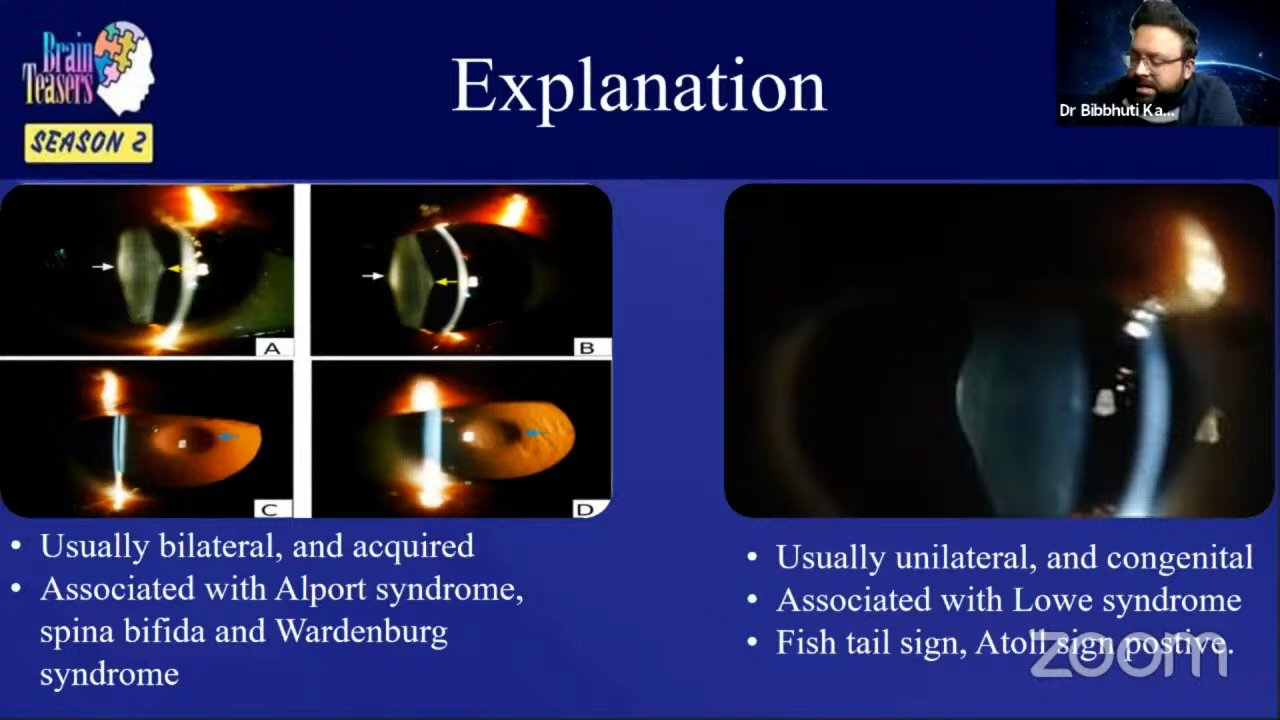 Brain
Teasers
SEASON 2
Explanation
Dr Bibbhuti Ka...
A
B
C
D
• Usually bilateral, and acquired
• Associated with Alport syndrome,
spina bifida and Wardenburg
syndrome
• Usually unilateral, and congenital
• Associated with Lowe syndrome
• Fish tail sign, Atoll sign postive.
zoom